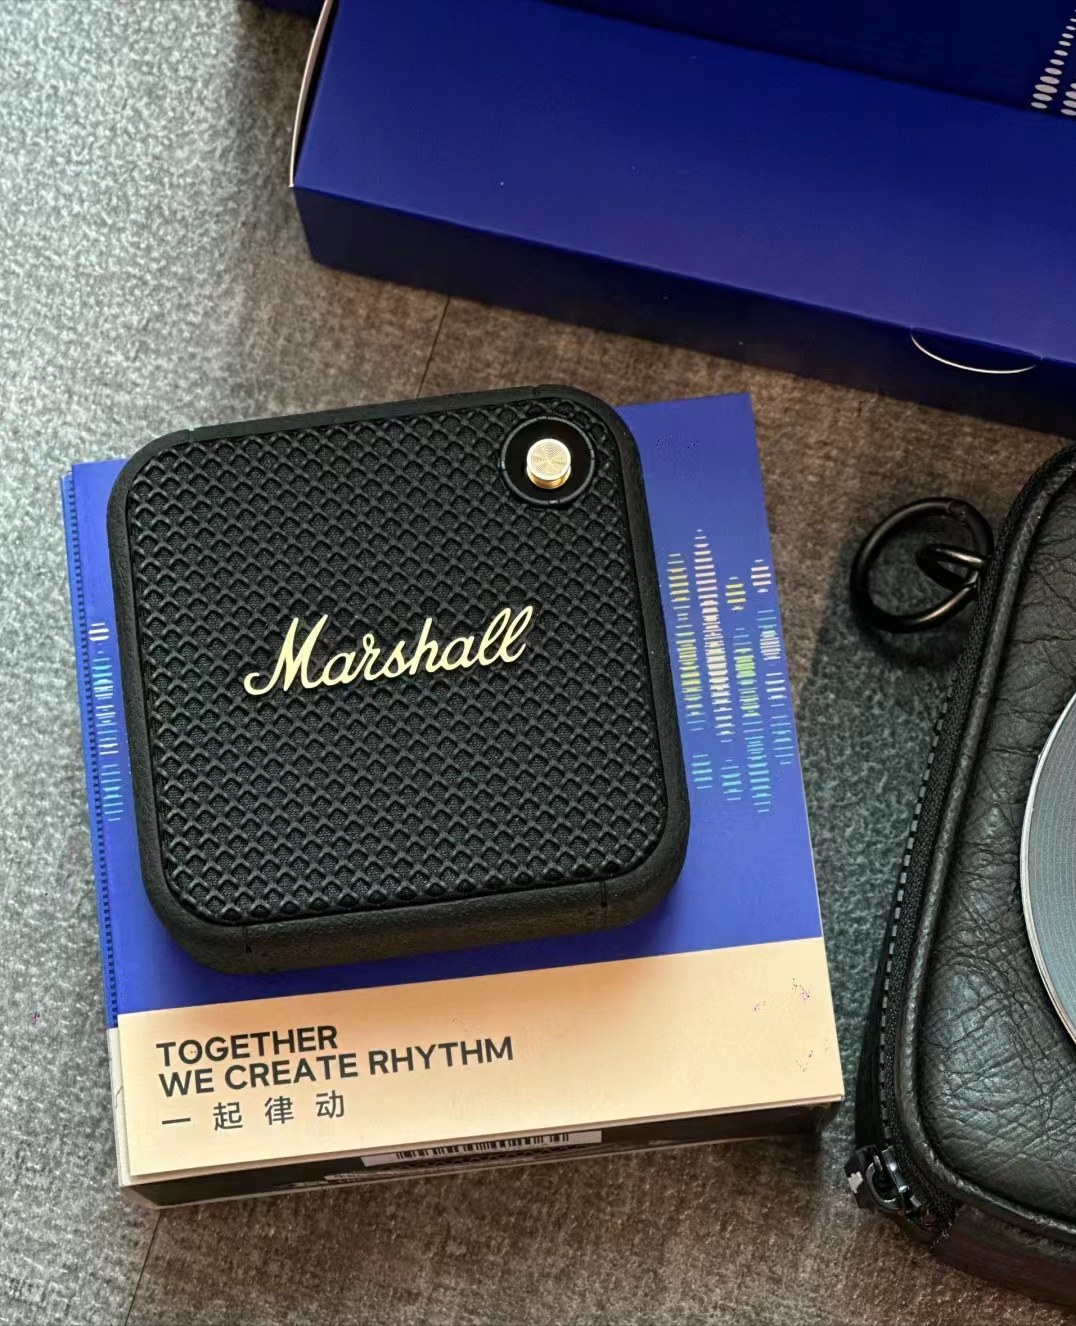 Marshall
TOGETHER
WE CREATE RHYTHM
一起律动